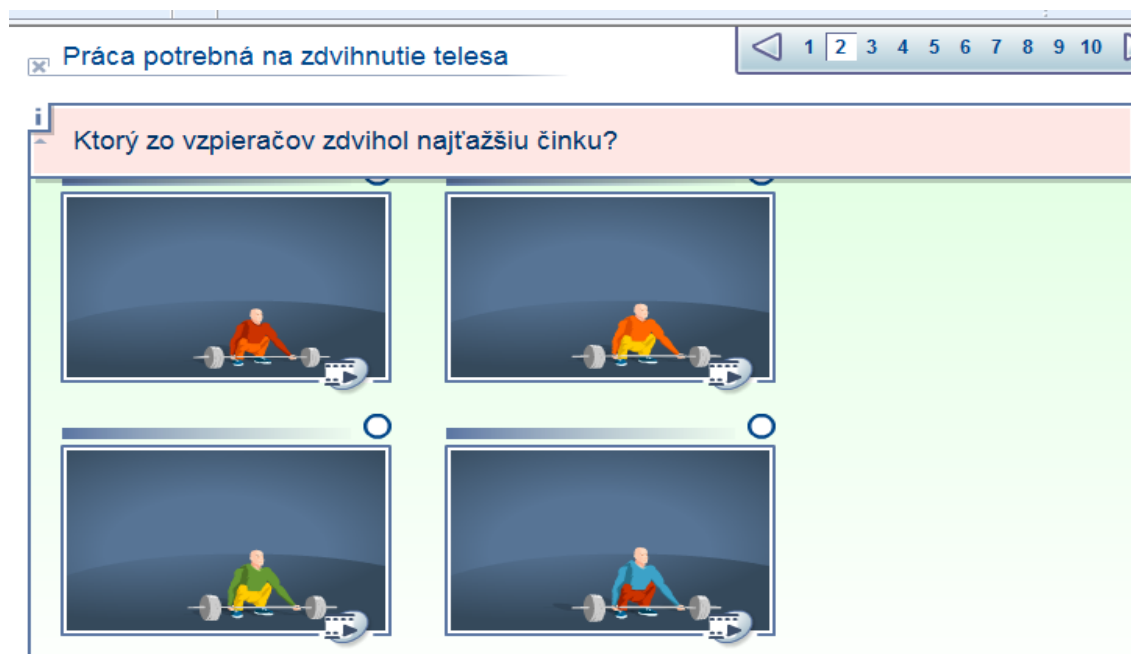 Práca potrebná na zdvihnutie telesa
1 2 3 4 5 6 7 8 9 10
i
Ktorý zo vzpieračov zdvihol najťažšiu činku?